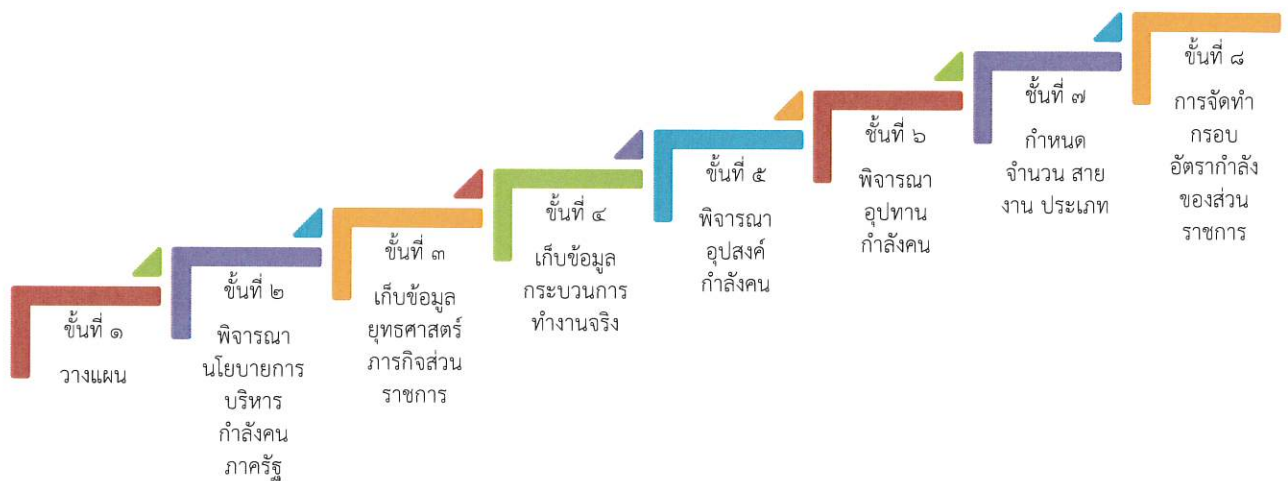 ขั้นที่ ๑
วางแผน
ขั้นที่ ๒
พิจารณา
นโยบายการ
บริหาร
กำลังคน
ภาครัฐ
ขั้นที่ ๓
เก็บข้อมูล
ยุทธศาสตร์
ภารกิจส่วน
ราชการ
ขั้นที่ ๔
เก็บข้อมูล
กระบวนการ
ทำงานจริง
ขั้นที่ ๕
พิจารณา
อุปสงค์
กำลังคน
ชั้นที่ ๖
พิจารณา
อุปทาน
กำลังคน
ชั้นที่ ๗
กำหนด
จำนวน สาย
งาน ประเภท
ขั้นที่ ๘
การจัดทำ
กรอบ
อัตรากำลัง
ของส่วน
ราชการ